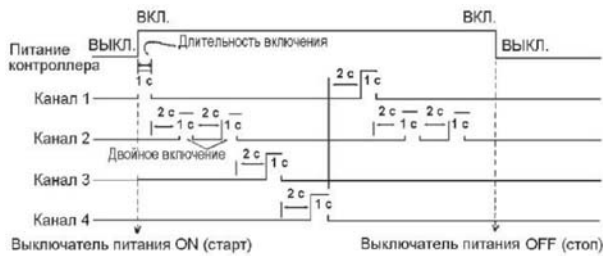 ВКЛ. ВКЛ.
ВЫКЛ. Длительность включения ВЫКЛ.
Питание контроллера
1 с 2 с 1 с
Канал 1
2 с 1 с 2 с 1 с 2 с 1 с 2 с 1 с
Канал 2
Двойное включение
2 с 1 с
Канал 3
2 с 1 с
Канал 4
Выключатель питания ON (старт) Выключатель питания OFF (стоп)